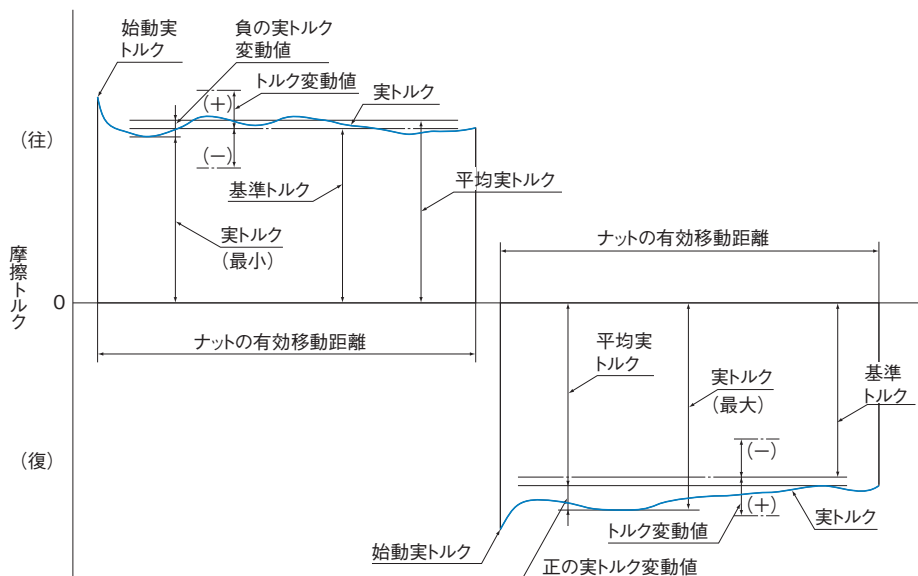 始動実
トルク
負の実トルク
変動値
トルク変動値
(+)
実トルク
(往)
(−)
基準トルク
平均実トルク
実トルク
(最小)
ナットの有効移動距離
摩擦トルク
0
ナットの有効移動距離
平均実
トルク
実トルク
(最大)
基準
トルク
(−)
(復)
(+)
トルク変動値
実トルク
始動実トルク
正の実トルク変動値